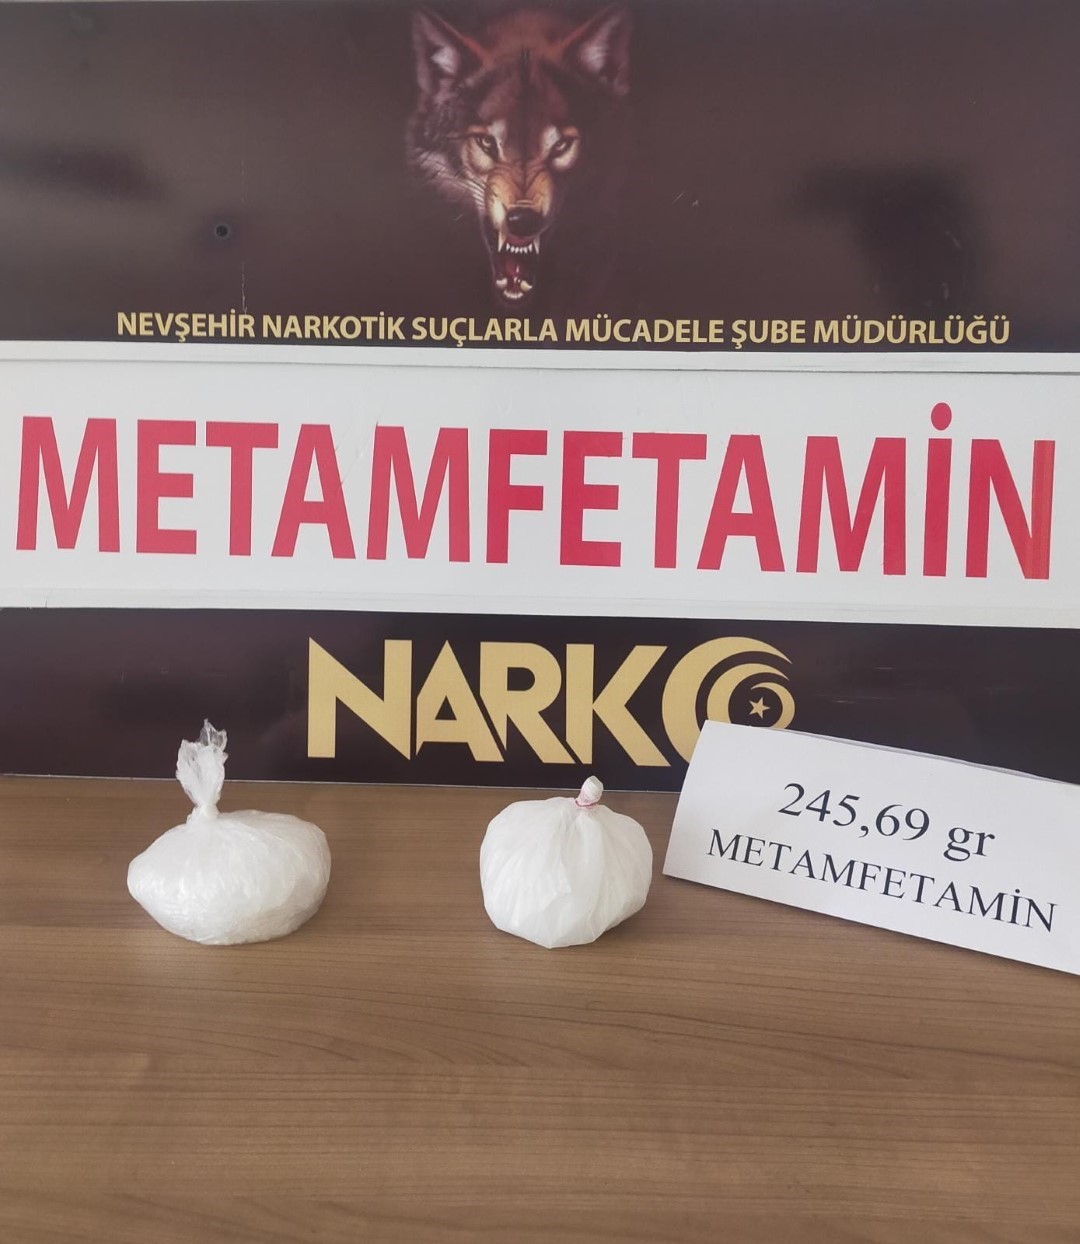 NEVŞEHİR NARKOTİK SUÇLARLA MÜCADELE ŞUBE MÜDÜRLÜĞÜ
METAMFETAMİN
NARKO
245,69 gr
METAMFETAMİN